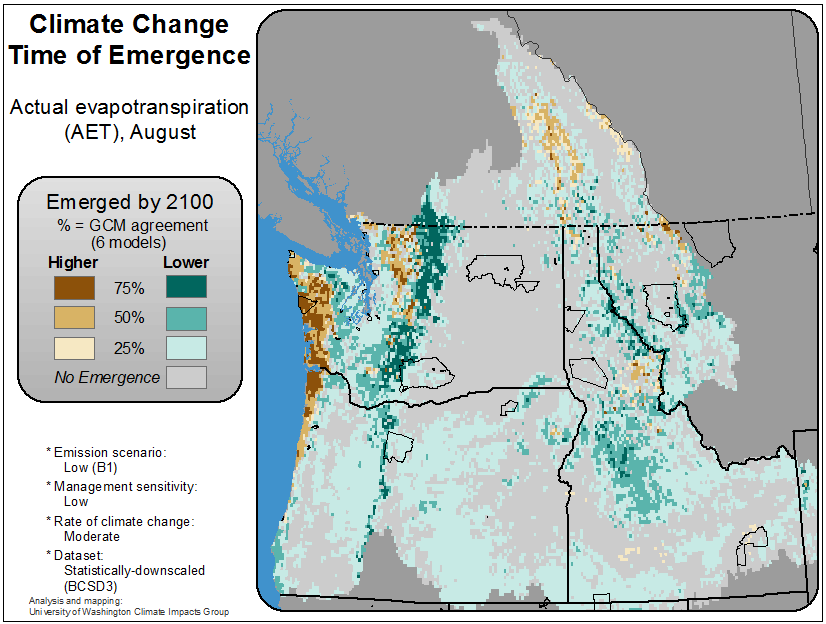 Climate Change
Time of Emergence
Actual evapotranspiration
(AET), August
Emerged by 2100
% = GCM agreement
(6 models)
Higher Lower
75%
50%
25%
No Emergence
* Emission scenario:
Low (B1)
* Management sensitivity:
Low
* Rate of climate change:
Moderate
* Dataset:
Statistically-downscaled
(BCSD3)
Analysis and mapping:
University of Washington Climate Impacts Group